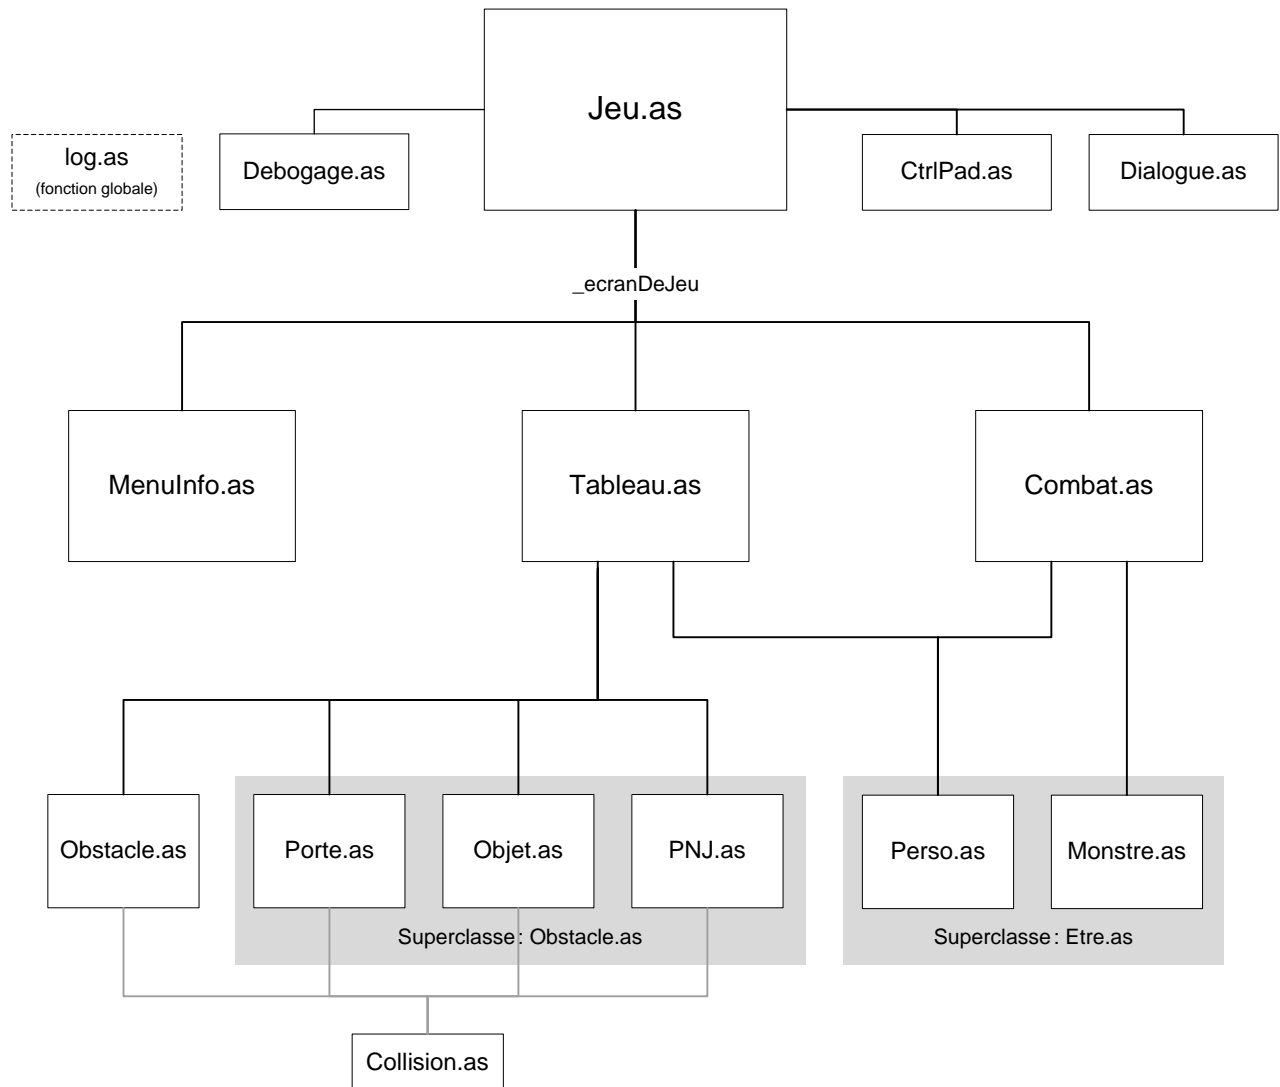 Jeu.as
log.as
(fonction globale)
Debogage.as
CtrlPad.as
Dialogue.as
_ecranDeJeu
MenuInfo.as
Tableau.as
Combat.as
Obstacle.as
Porte.as
Objet.as
PNJ.as
Perso.as
Monstre.as
Superclasse : Obstacle.as
Superclasse : Etre.as
Collision.as